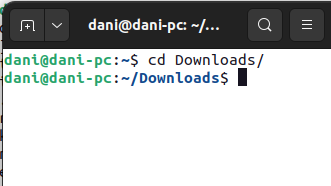 dani@dani-pc: ~/...
dani@dani-pc:~$ cd Downloads/
dani@dani-pc:~/Downloads$